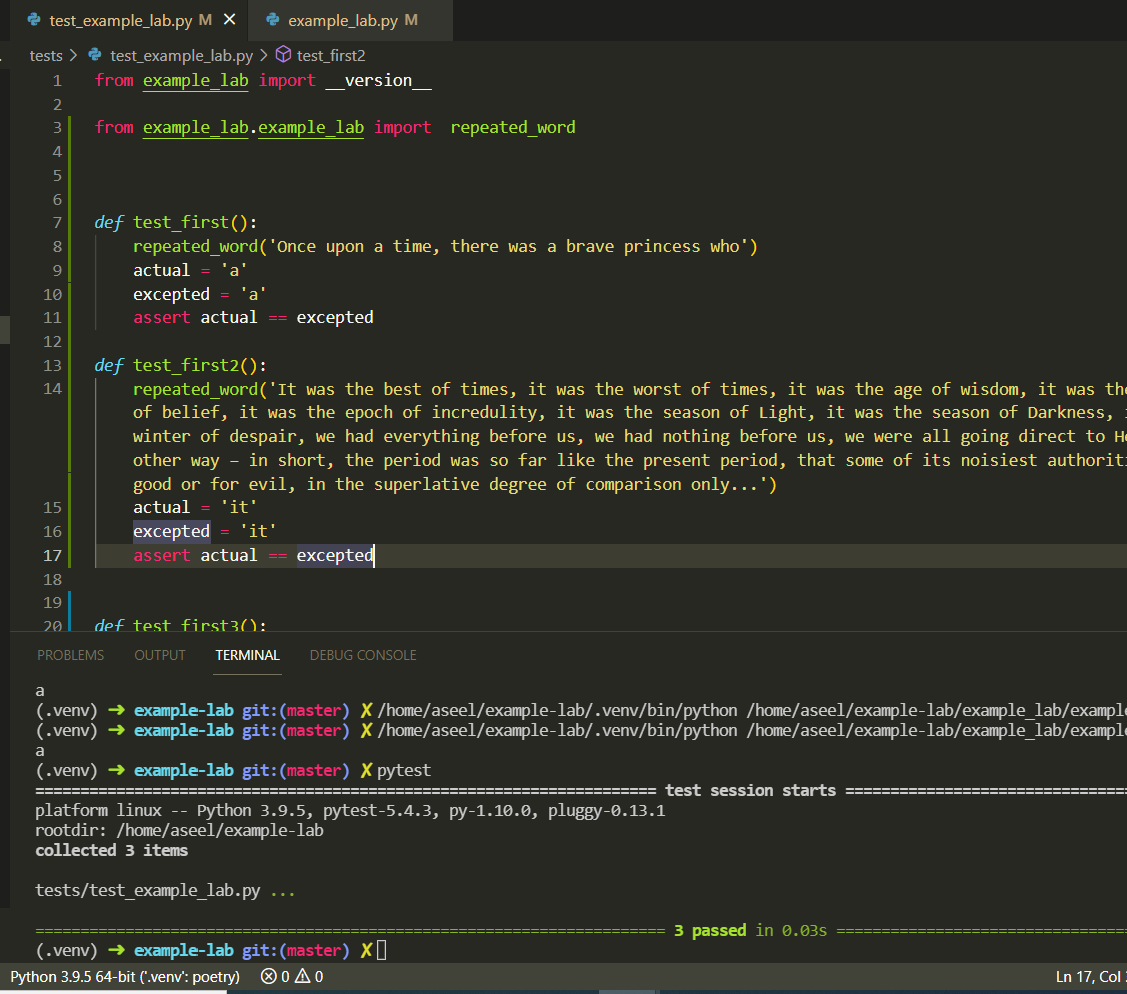 test_example_lab.py M ✕ example_lab.py M
tests > test_example_lab.py > test_first2
1 from example_lab import __version__
2
3 from example_lab.example_lab import  repeated_word
4
5
6
7 def test_first():
8     repeated_word('Once upon a time, there was a brave princess who')
9     actual = 'a'
10     excepted = 'a'
11     assert actual == excepted
12
13 def test_first2():
14     repeated_word('It was the best of times, it was the worst of times, it was the age of wisdom, it was the
of belief, it was the epoch of incredulity, it was the season of Light, it was the season of Darkness,
winter of despair, we had everything before us, we had nothing before us, we were all going direct to
other way – in short, the period was so far like the present period, that some of its noisiest
good or for evil, in the superlative degree of comparison only...')
15     actual = 'it'
16     excepted = 'it'
17     assert actual == excepted
18
19
20 def test_first3():
PROBLEMS OUTPUT TERMINAL DEBUG CONSOLE
a
(.venv) ➜ example-lab git:(master) ✗ /home/aseel/example-lab/.venv/bin/python /home/aseel/example-lab/example_lab/
(.venv) ➜ example-lab git:(master) ✗ /home/aseel/example-lab/.venv/bin/python /home/aseel/example-lab/example_lab/
a
(.venv) ➜ example-lab git:(master) ✗ pytest
===================================================================== test session starts ===============================
platform linux -- Python 3.9.5, pytest-5.4.3, py-1.10.0, pluggy-0.13.1
rootdir: /home/aseel/example-lab
collected 3 items
tests/test_example_lab.py ...
====================================================================== 3 passed in 0.03s ================================
(.venv) ➜ example-lab git:(master) ✗
Python 3.9.5 64-bit ('.venv': poetry) 0 0 Ln 17, Col